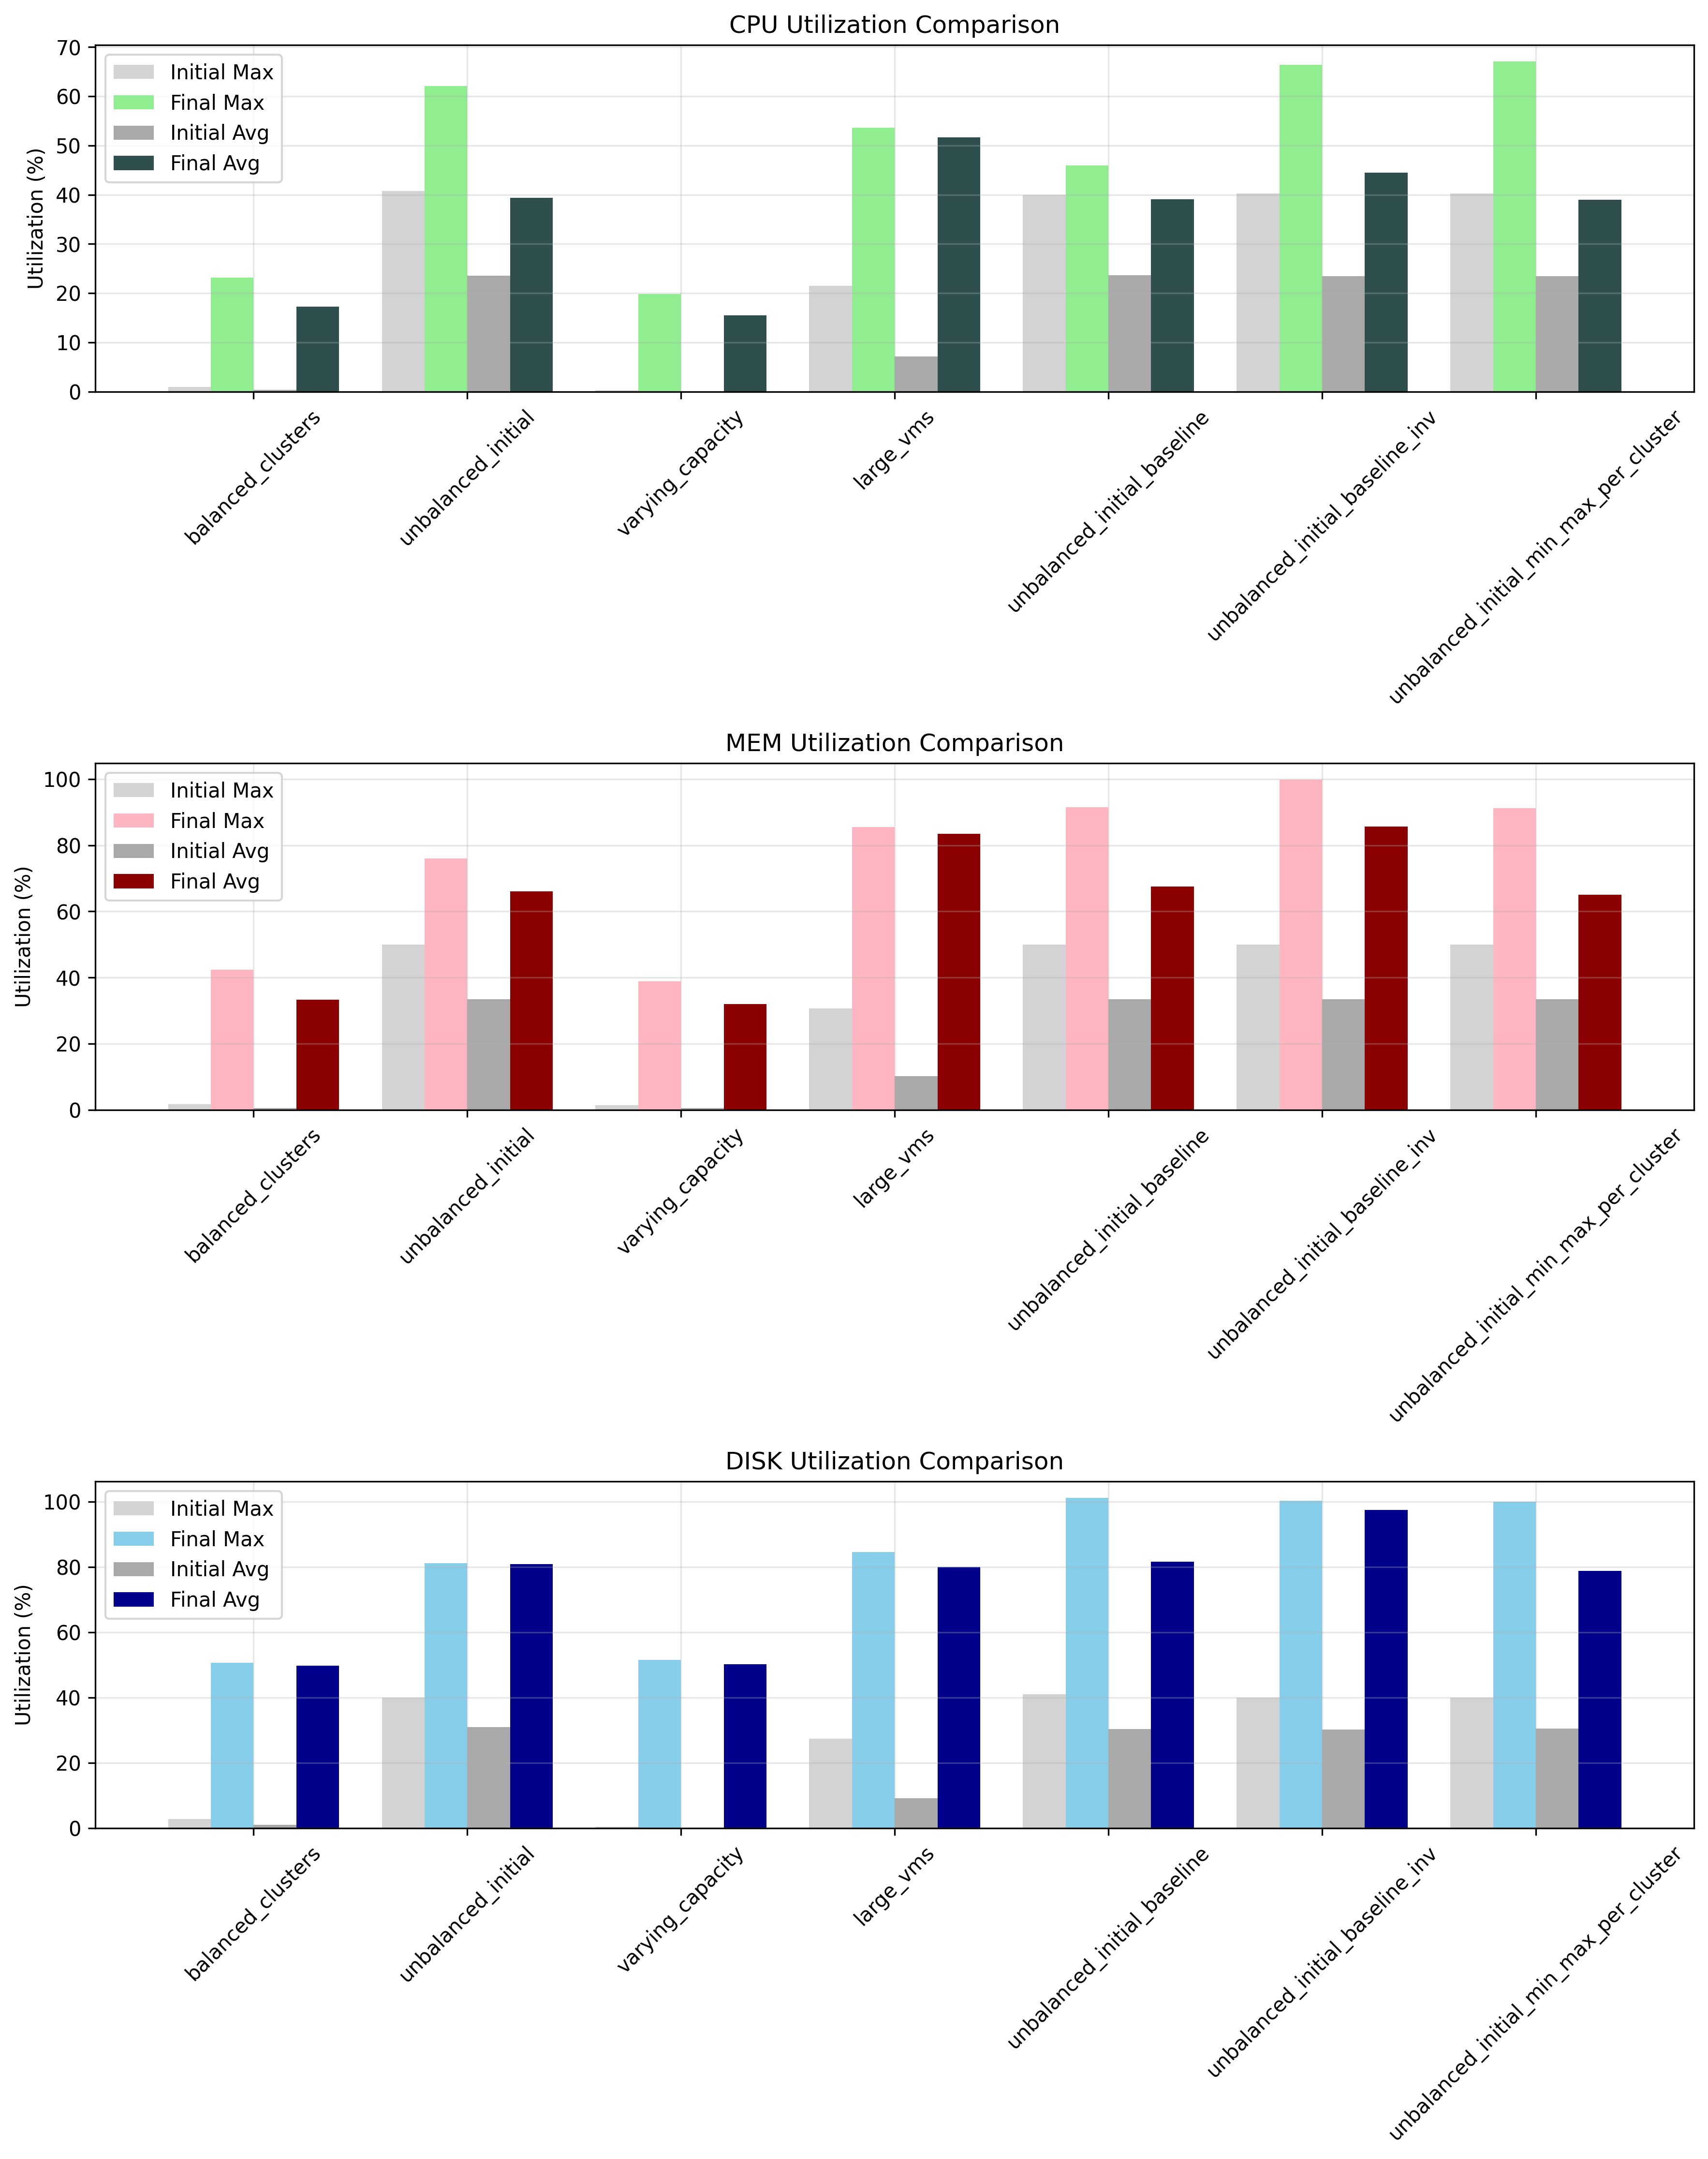 CPU Utilization Comparison
Utilization (%)
70
60
50
40
30
20
10
0
Initial Max
Final Max
Initial Avg
Final Avg
balanced_clusters
unbalanced_initial
varying_capacity
large_vms
unbalanced_initial_baseline
unbalanced_initial_baseline_inv
unbalanced_initial_min_max_per_cluster
MEM Utilization Comparison
Utilization (%)
100
80
60
40
20
0
Initial Max
Final Max
Initial Avg
Final Avg
balanced_clusters
unbalanced_initial
varying_capacity
large_vms
unbalanced_initial_baseline
unbalanced_initial_baseline_inv
unbalanced_initial_min_max_per_cluster
DISK Utilization Comparison
Utilization (%)
100
80
60
40
20
0
Initial Max
Final Max
Initial Avg
Final Avg
balanced_clusters
unbalanced_initial
varying_capacity
large_vms
unbalanced_initial_baseline
unbalanced_initial_baseline_inv
unbalanced_initial_min_max_per_cluster